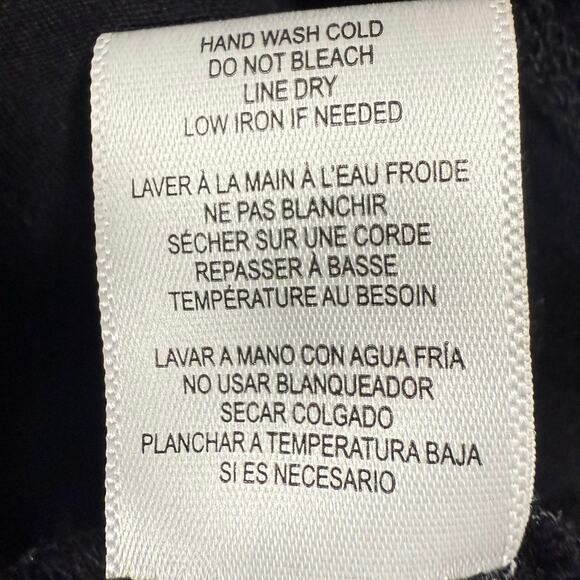 HAND WASH COLD
DO NOT BLEACH
LINE DRY
LOW IRON IF NEEDED
LAVER À LA MAIN À L'EAU FROIDE
NE PAS BLANCHIR
SÉCHER SUR UNE CORDE
REPASSER À BASSE
TEMPÉRATURE AU BESOIN
LAVAR A MANO CON AGUA FRÍA
NO USAR BLANQUEADOR
SECAR COLGADO
PLANCHAR A TEMPERATURA BAJA
SI ES NECESARIO